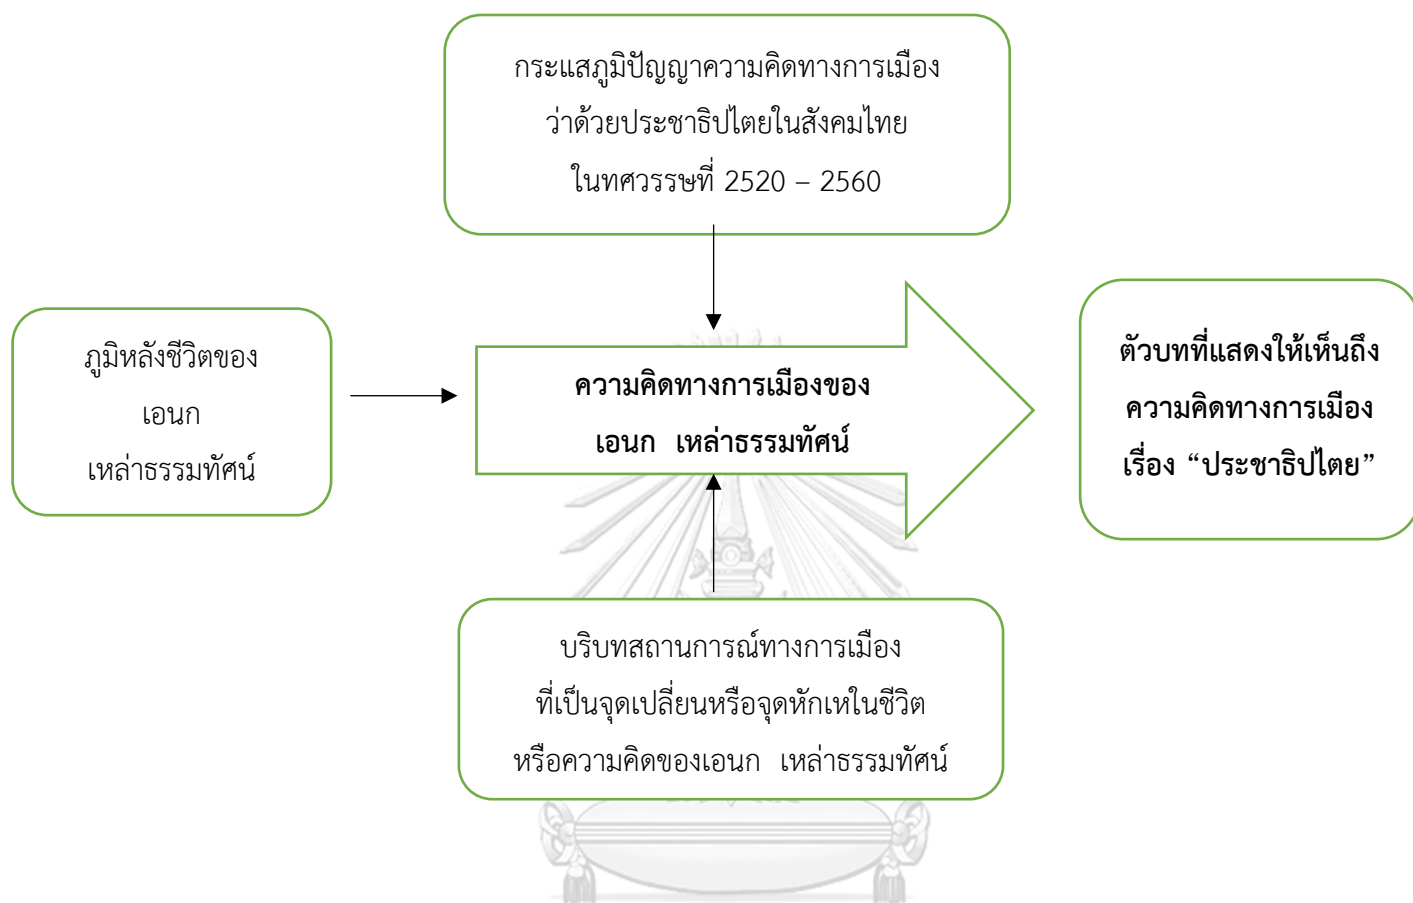 กระแสภูมิปัญญาความคิดทางการเมือง
ว่าด้วยประชาธิปไตยในสังคมไทย
ในทศวรรษที่ 2520 – 2560
ภูมิหลังชีวิตของ
เอนก
เหล่าธรรมทัศน์
ความคิดทางการเมืองของ
เอนก เหล่าธรรมทัศน์
ตัวบทที่แสดงให้เห็นถึง
ความคิดทางการเมือง
เรื่อง “ประชาธิปไตย”
บริบทสถานการณ์ทางการเมือง
ที่เป็นจุดเปลี่ยนหรือจุดหักเหในชีวิต
หรือความคิดของเอนก เหล่าธรรมทัศน์